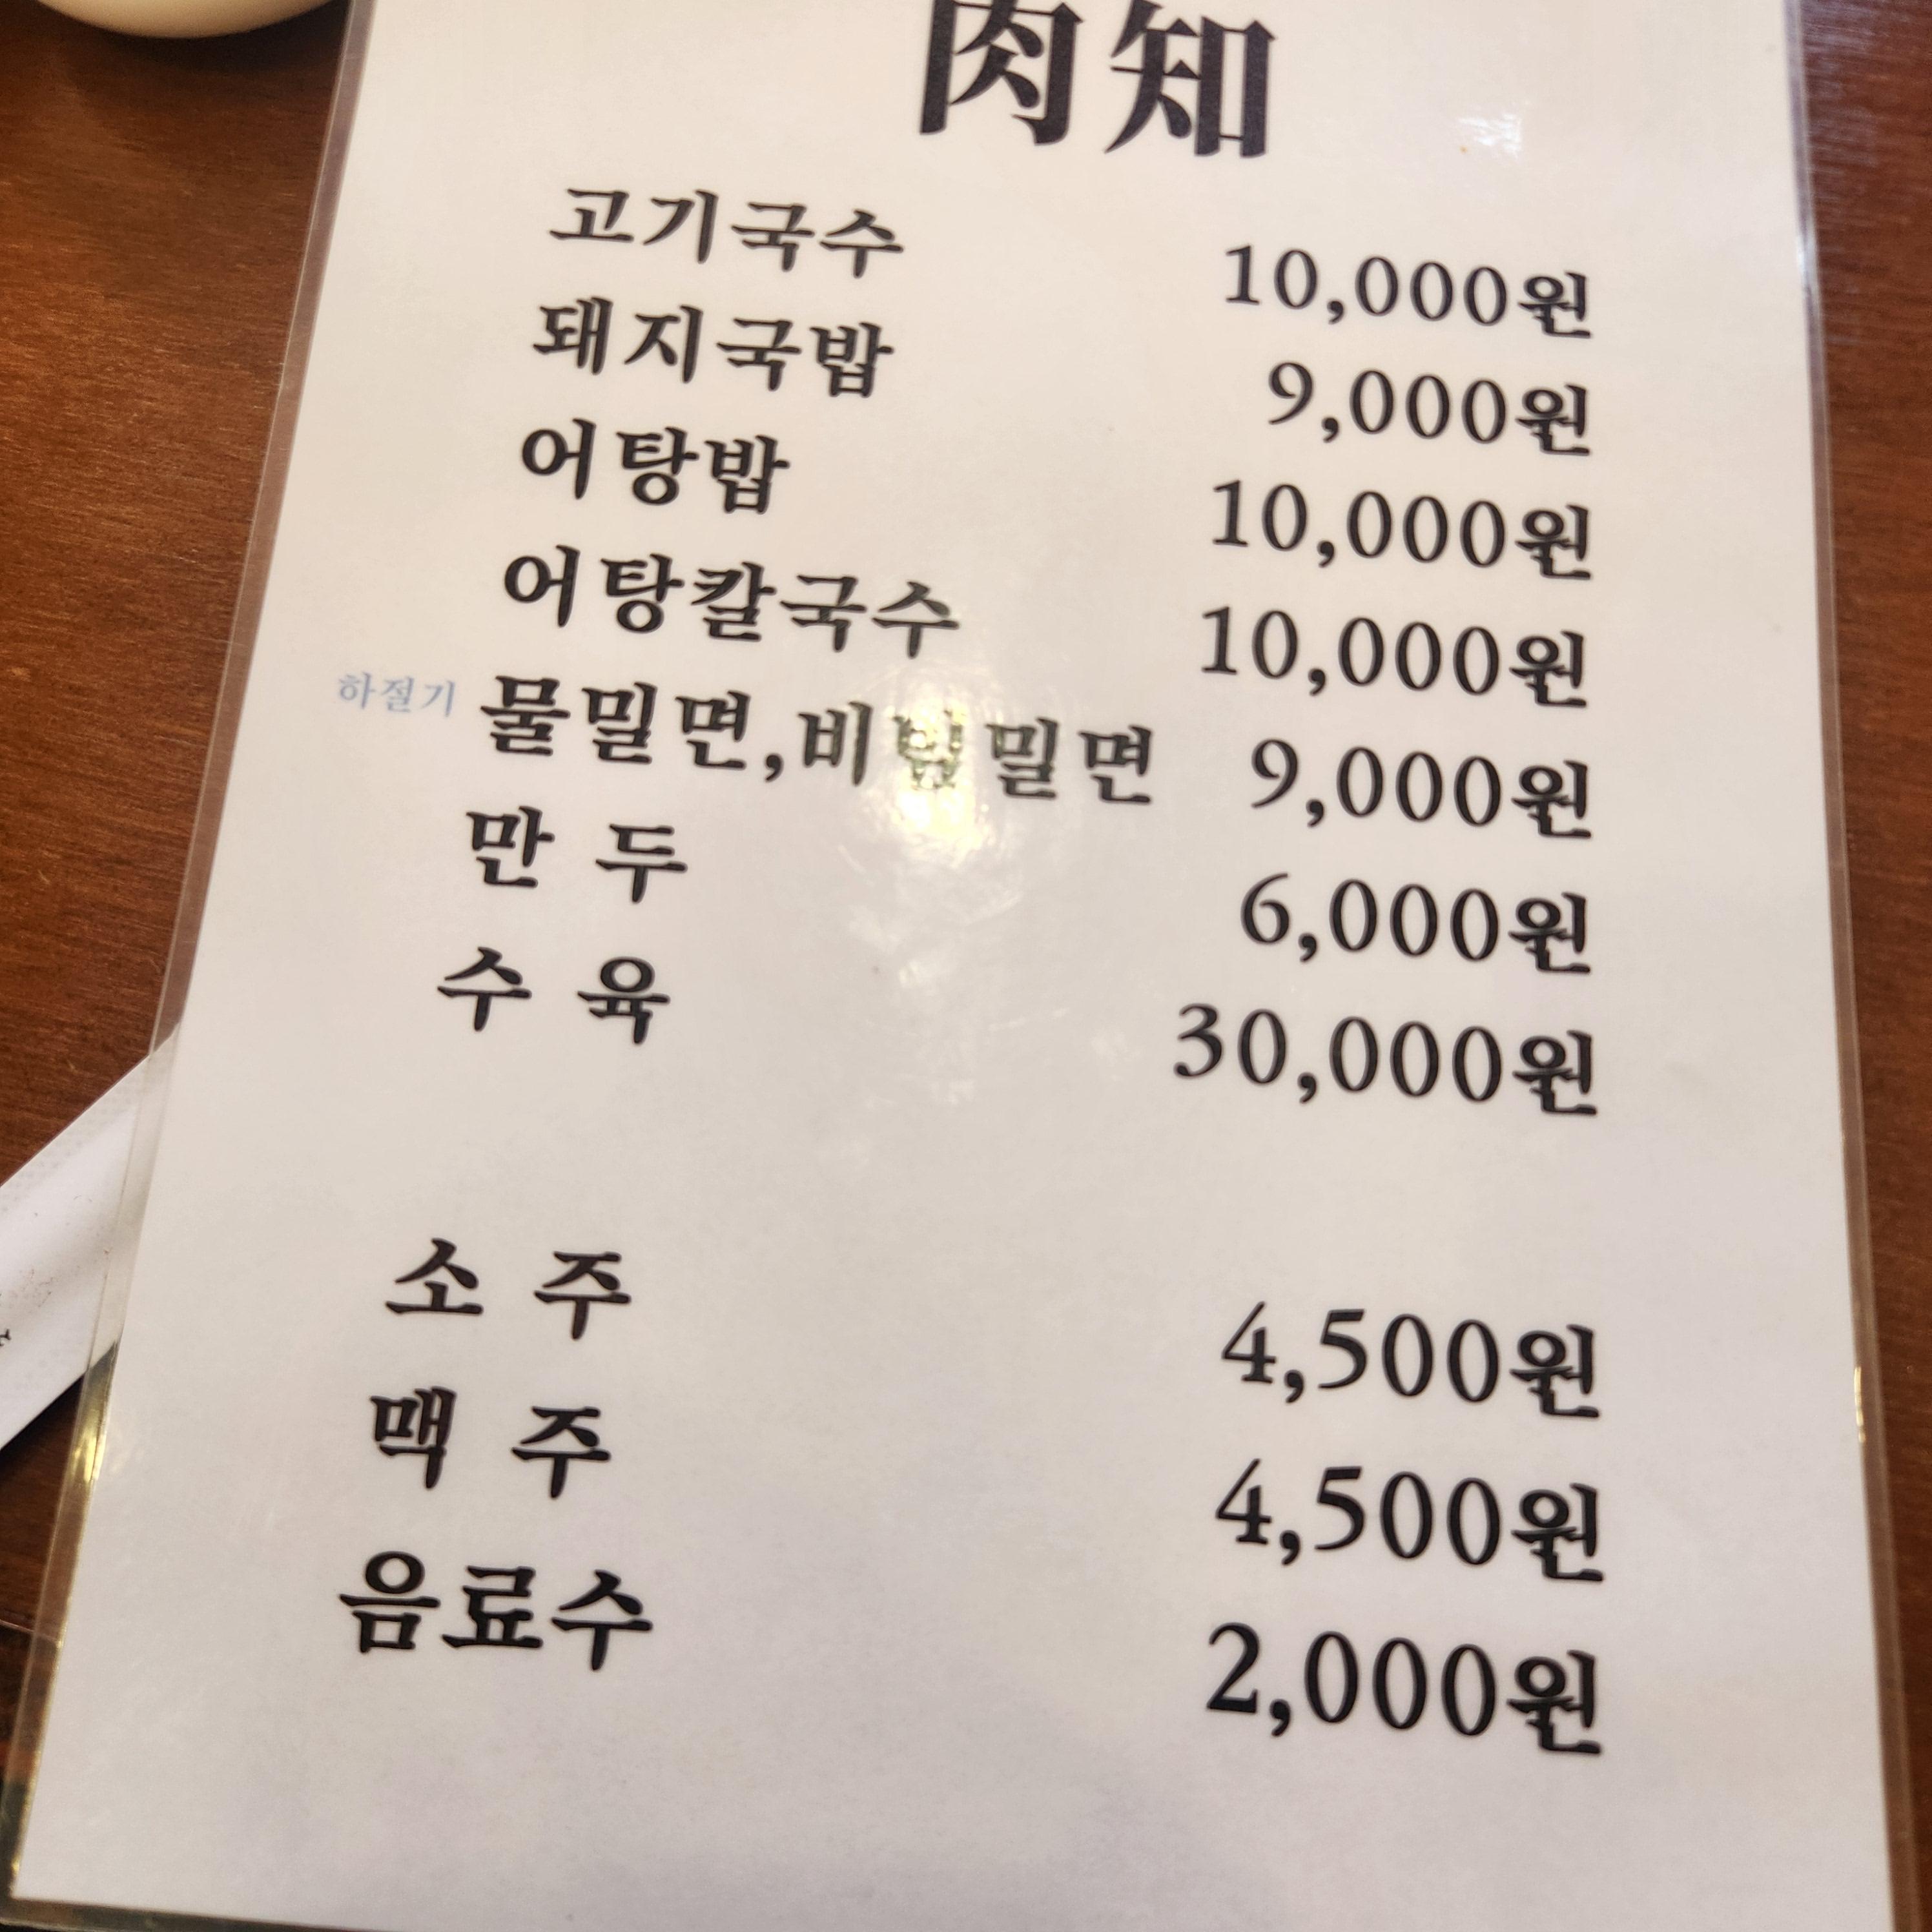 肉知
고기국수 10,000원
돼지국밥 9,000원
어탕밥 10,000원
어탕칼국수 10,000원
하절기 물밀면,비빔밀면 9,000원
만 두 6,000원
수 육 30,000원
소 주 4,500원
맥 주 4,500원
음료수 2,000원